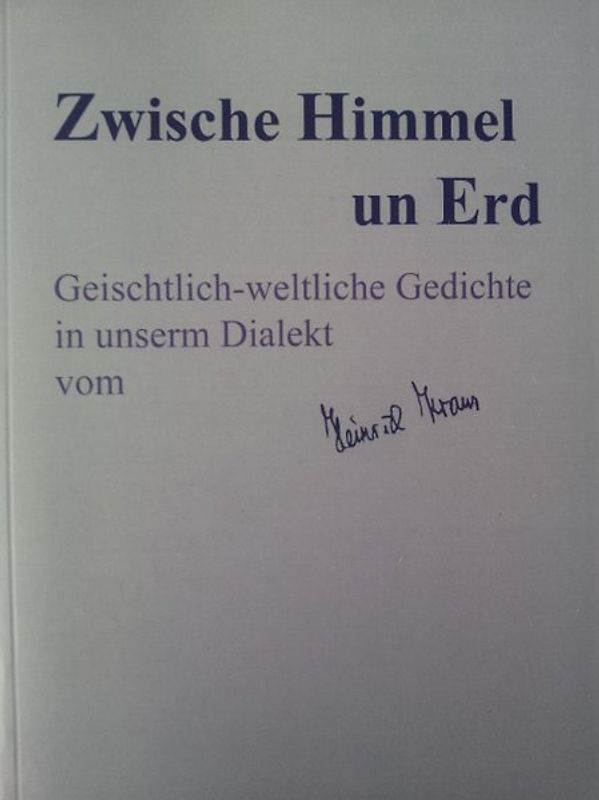 Zwische Himmel
un Erd
Geischtlich-weltliche Gedichte
in unserm Dialekt
vom
Heinrich Kraus